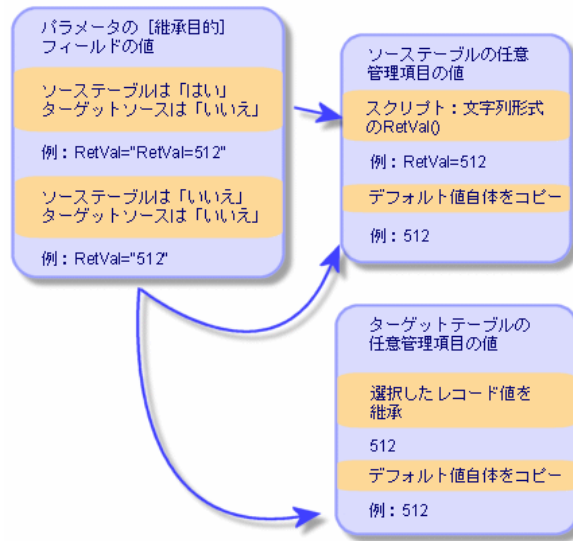 パラメータの［継承目的］
フィールドの値
ソーステーブルは「はい」
ターゲットソースは「いいえ」
例：RetVal="RetVal=512"
ソーステーブルは「いいえ」
ターゲットソースは「いいえ」
例：RetVal="512"
ソーステーブルの任意
管理項目の値
スクリプト：文字列形式
のRetVal()
例：RetVal=512
デフォルト値自体をコピー
例：512
ターゲットテーブルの
任意管理項目の値
選択したレコード値を
継承
512
デフォルト値自体をコピー
例：512